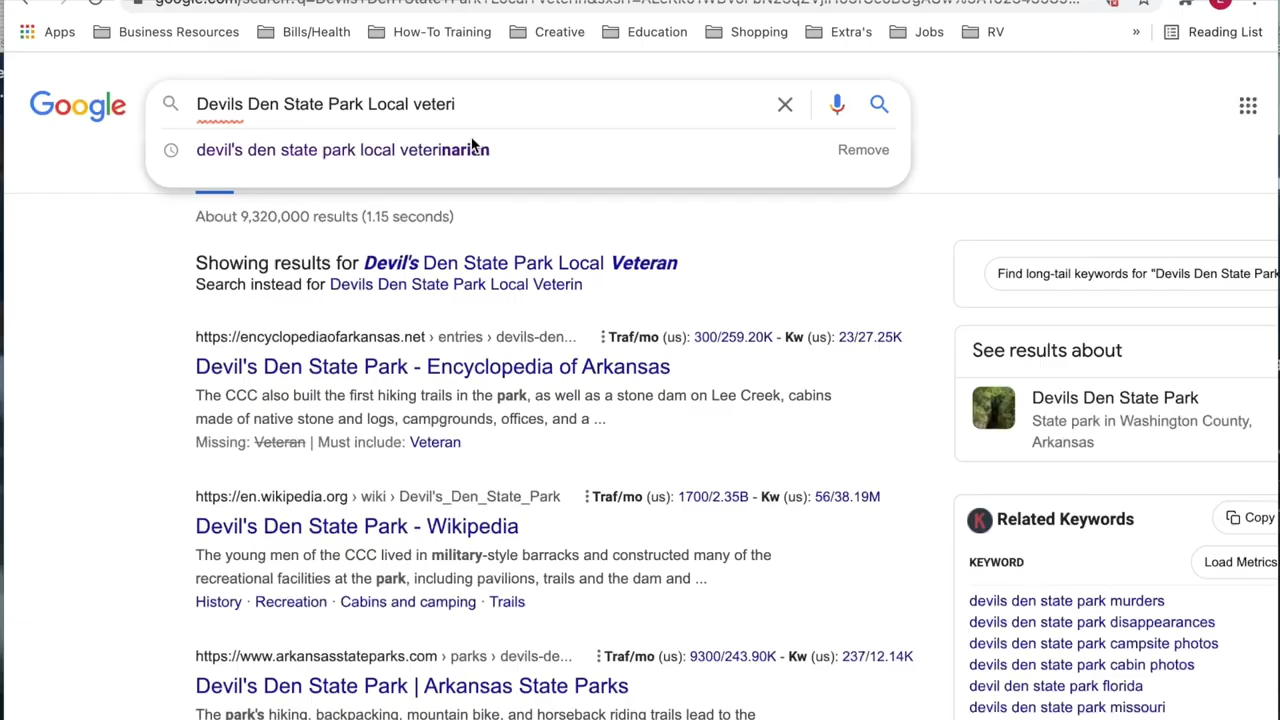 Apps Business Resources Bills/Health How-To Training Creative Education Shopping Extra's Jobs RV » Reading List
Google
Devils Den State Park Local veteri
devil's den state park local veterinarian Remove
About 9,320,000 results (1.15 seconds)
Showing results for Devil's Den State Park Local Veteran
Search instead for Devils Den State Park Local Veterin
Find long-tail keywords for "Devils Den State Park
https://encyclopediaofarkansas.net › entries › devils-den... Traf/mo (us): 300/259.20K - Kw (us): 23/27.25K
Devil's Den State Park - Encyclopedia of Arkansas
The CCC also built the first hiking trails in the park, as well as a stone dam on Lee Creek, cabins
made of native stone and logs, campgrounds, offices, and a ...
Missing: Veteran | Must include: Veteran
See results about
Devils Den State Park
State park in Washington County,
Arkansas
https://en.wikipedia.org › wiki › Devil's_Den_State_Park Traf/mo (us): 1700/2.35B - Kw (us): 56/38.19M
Devil's Den State Park - Wikipedia
The young men of the CCC lived in military-style barracks and constructed many of the
recreational facilities at the park, including pavilions, trails and the dam and ...
History · Recreation · Cabins and camping · Trails
https://www.arkansasstateparks.com › parks › devils-de... Traf/mo (us): 9300/243.90K - Kw (us): 237/12.14K
Devil's Den State Park | Arkansas State Parks
The park's hiking, backpacking, mountain bike, and horseback riding trails lead to the
K Related Keywords Copy
KEYWORD Load Metrics
devils den state park murders
devils den state park disappearances
devils den state park campsite photos
devils den state park cabin photos
devil den state park florida
devils den state park missouri